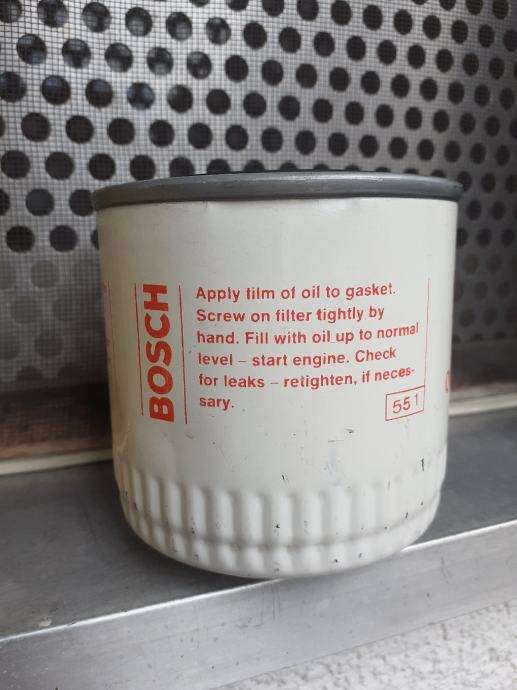 BOSCH
Apply film of oil to gasket.
Screw on filter tightly by
hand. Fill with oil up to normal
level – start engine. Check
for leaks – retighten, if neces-
sary.
551